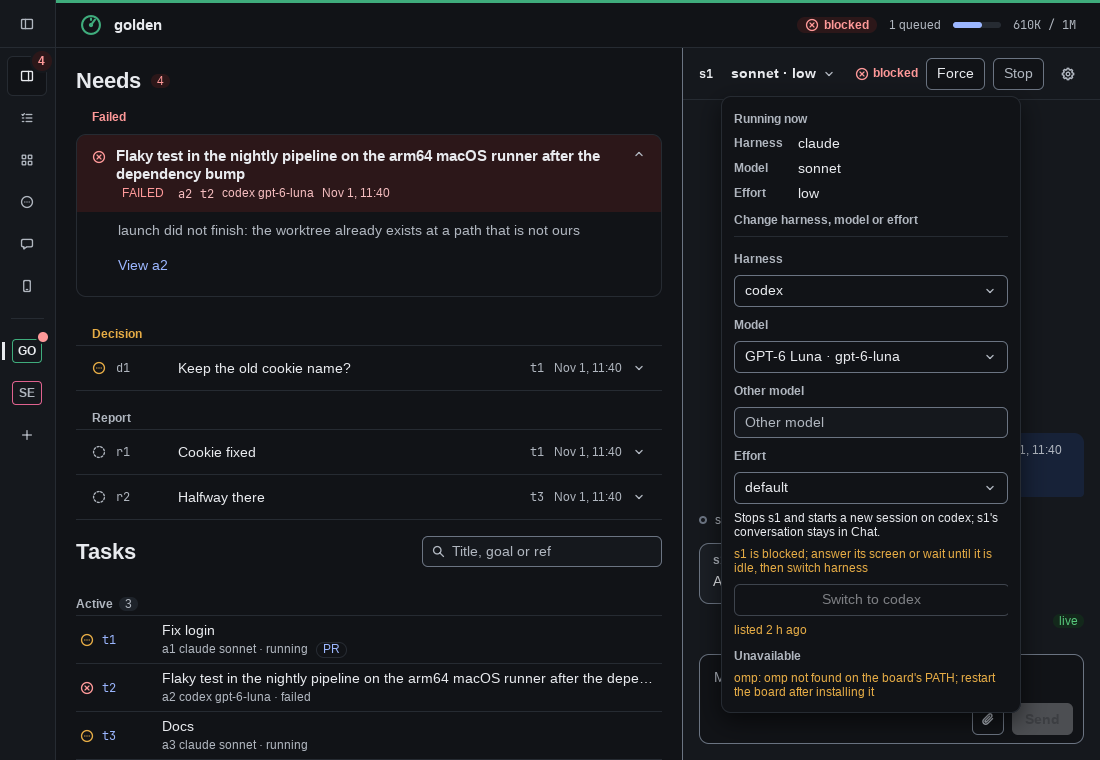 golden
blocked
1 queued
610K / 1M
4
GO
SE
Needs 4
Failed
Flaky test in the nightly pipeline on the arm64 macOS runner after the
dependency bump
FAILED a2 t2 codex gpt-6-luna Nov 1, 11:40
launch did not finish: the worktree already exists at a path that is not ours
View a2
Decision
d1 Keep the old cookie name? t1 Nov 1, 11:40
Report
r1 Cookie fixed t1 Nov 1, 11:40
r2 Halfway there t3 Nov 1, 11:40
Tasks
Title, goal or ref
Active 3
t1 Fix login
a1 claude sonnet · running PR
t2 Flaky test in the nightly pipeline on the arm64 macOS runner after the depe…
a2 codex gpt-6-luna · failed
t3 Docs
a3 claude sonnet · running
s1 sonnet · low blocked Force Stop
Running now
Harness claude
Model sonnet
Effort low
Change harness, model or effort
Harness
codex
Model
GPT-6 Luna · gpt-6-luna
Other model
Other model
Effort
default
Stops s1 and starts a new session on codex; s1's
conversation stays in Chat.
s1 is blocked; answer its screen or wait until it is
idle, then switch harness
Switch to codex
listed 2 h ago
Unavailable
omp: omp not found on the board's PATH; restart
the board after installing it
11:40
live
Send